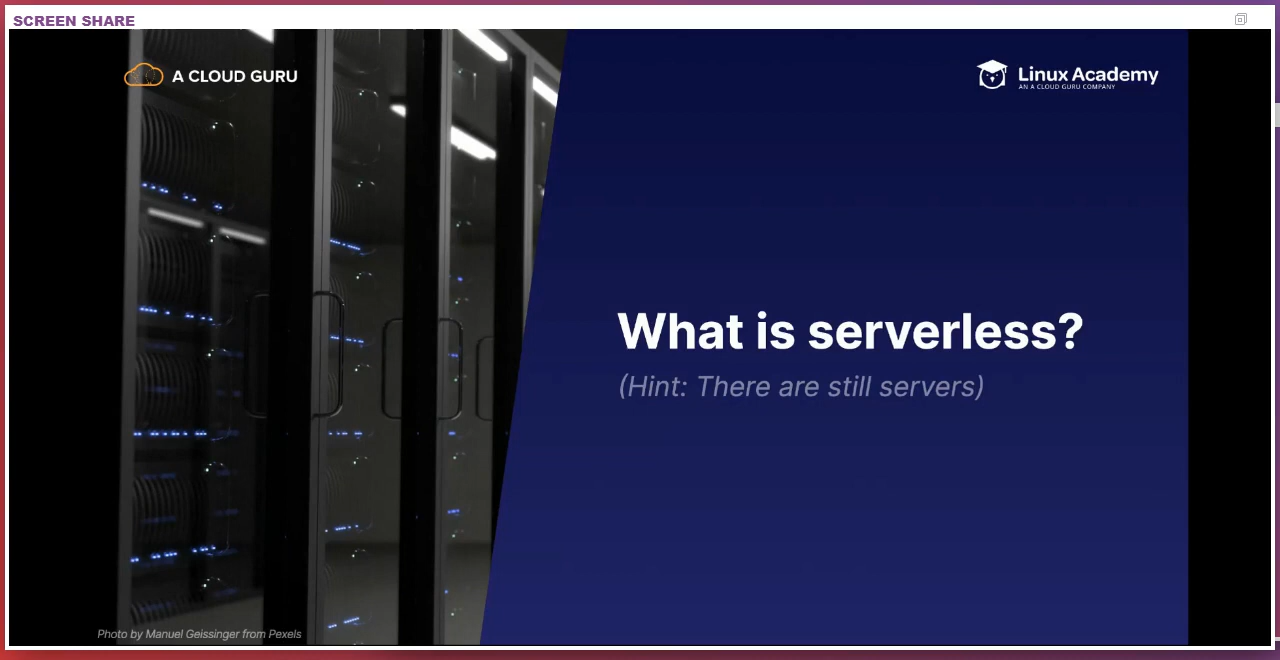 SCREEN SHARE
A CLOUD GURU
Linux Academy
AN A CLOUD GURU COMPANY
What is serverless?
(Hint: There are still servers)
Photo by Manuel Geissinger from Pexels